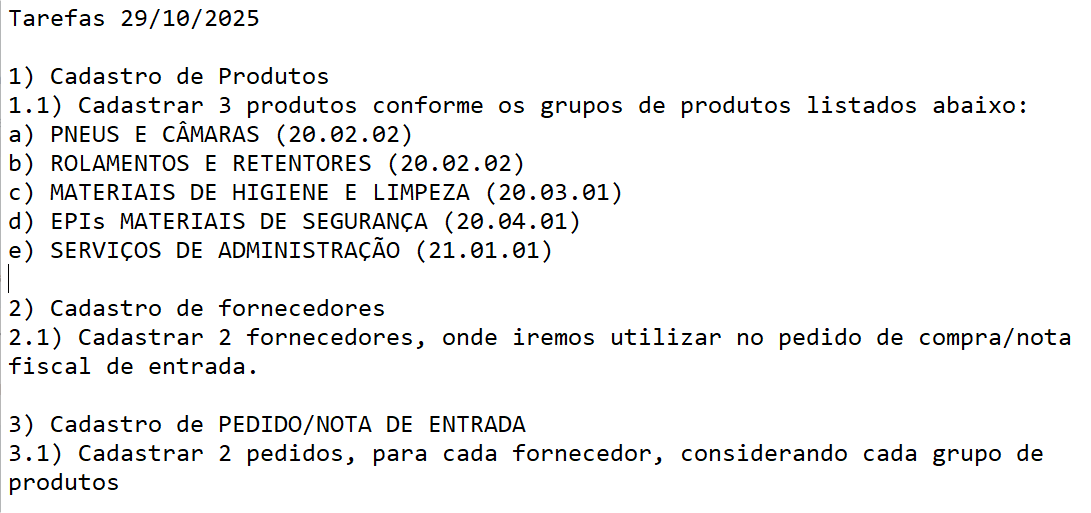 Tarefas 29/10/2025
1) Cadastro de Produtos
1.1) Cadastrar 3 produtos conforme os grupos de produtos listados abaixo:
a) PNEUS E CÂMARAS (20.02.02)
b) ROLAMENTOS E RETENTORES (20.02.02)
c) MATERIAIS DE HIGIENE E LIMPEZA (20.03.01)
d) EPIs MATERIAIS DE SEGURANÇA (20.04.01)
e) SERVIÇOS DE ADMINISTRAÇÃO (21.01.01)
2) Cadastro de fornecedores
2.1) Cadastrar 2 fornecedores, onde iremos utilizar no pedido de compra/nota
fiscal de entrada.
3) Cadastro de PEDIDO/NOTA DE ENTRADA
3.1) Cadastrar 2 pedidos, para cada fornecedor, considerando cada grupo de
produtos